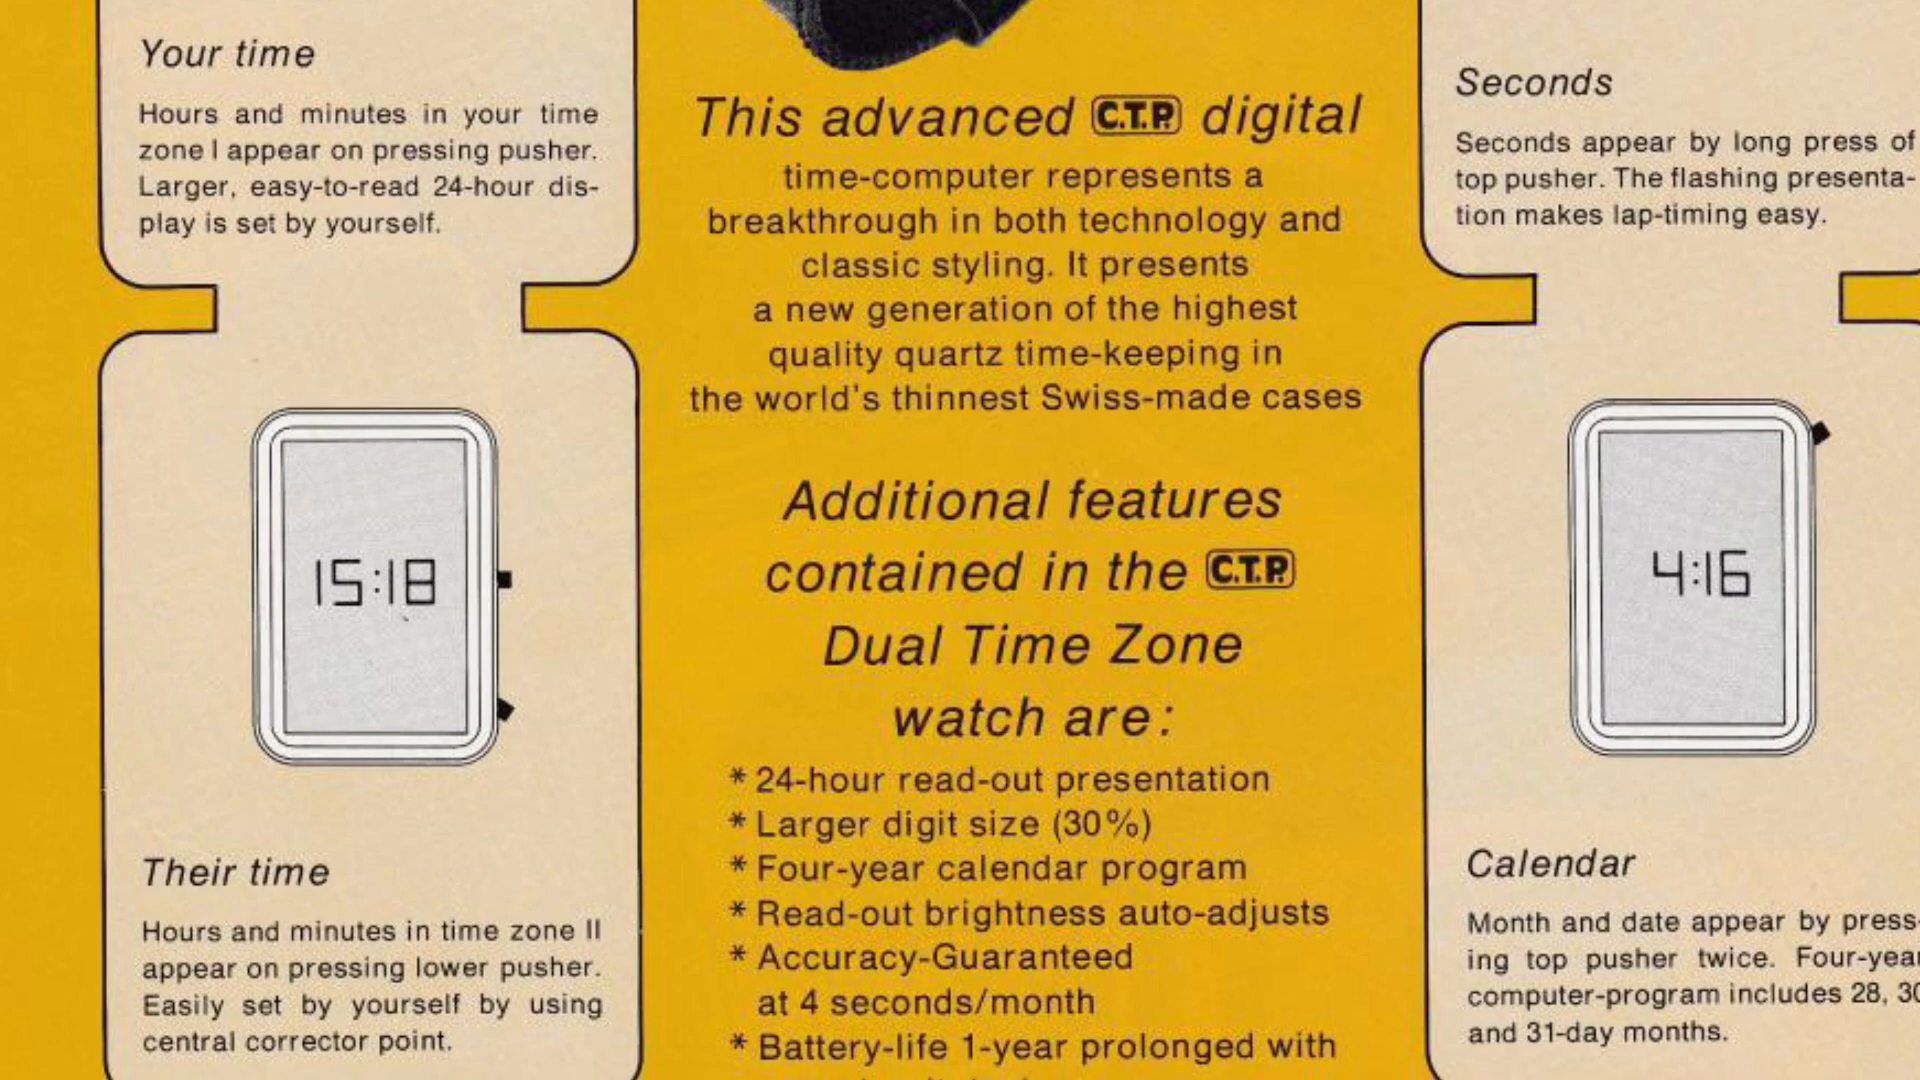 Your time
Hours and minutes in your time
zone I appear on pressing pusher.
Larger, easy-to-read 24-hour dis-
play is set by yourself.
15:18
Their time
Hours and minutes in time zone II
appear on pressing lower pusher.
Easily set by yourself by using
central corrector point.
This advanced C.T.P. digital
time-computer represents a
breakthrough in both technology and
classic styling. It presents
a new generation of the highest
quality quartz time-keeping in
the world's thinnest Swiss-made cases
Additional features
contained in the C.T.P.
Dual Time Zone
watch are:
* 24-hour read-out presentation
* Larger digit size (30%)
* Four-year calendar program
* Read-out brightness auto-adjusts
* Accuracy-Guaranteed
at 4 seconds/month
* Battery-life 1-year prolonged with
Seconds
Seconds appear by long press of
top pusher. The flashing presenta-
tion makes lap-timing easy.
4:16
Calendar
Month and date appear by press-
ing top pusher twice. Four-year
computer-program includes 28, 30
and 31-day months.